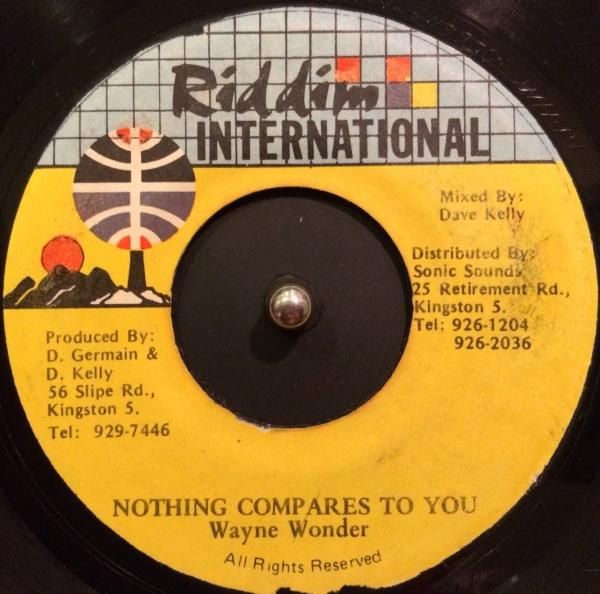 Riddim
INTERNATIONAL
Mixed By:
Dave Kelly
Distributed By:
Sonic Sounds
25 Retirement Rd.,
Kingston 5.
Tel: 926-1204
926-2036
Produced By:
D. Germain &
D. Kelly
56 Slipe Rd.,
Kingston 5.
Tel: 929-7446
NOTHING COMPARES TO YOU
Wayne Wonder
All Rights Reserved